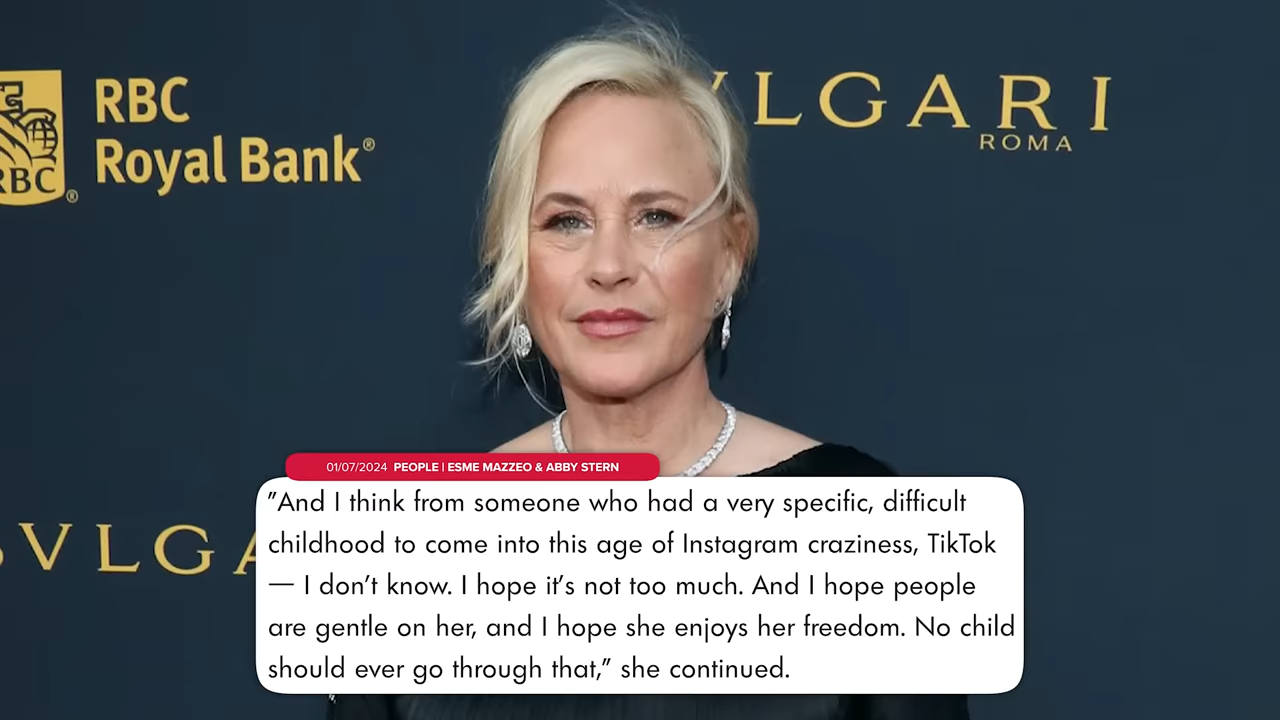 RBC
Royal Bank®
RBC
®
VLGARI
ROMA
BVLGA
01/07/2024 PEOPLE | ESME MAZZEO & ABBY STERN
"And I think from someone who had a very specific, difficult
childhood to come into this age of Instagram craziness, TikTok
— I don't know. I hope it's not too much. And I hope people
are gentle on her, and I hope she enjoys her freedom. No child
should ever go through that," she continued.